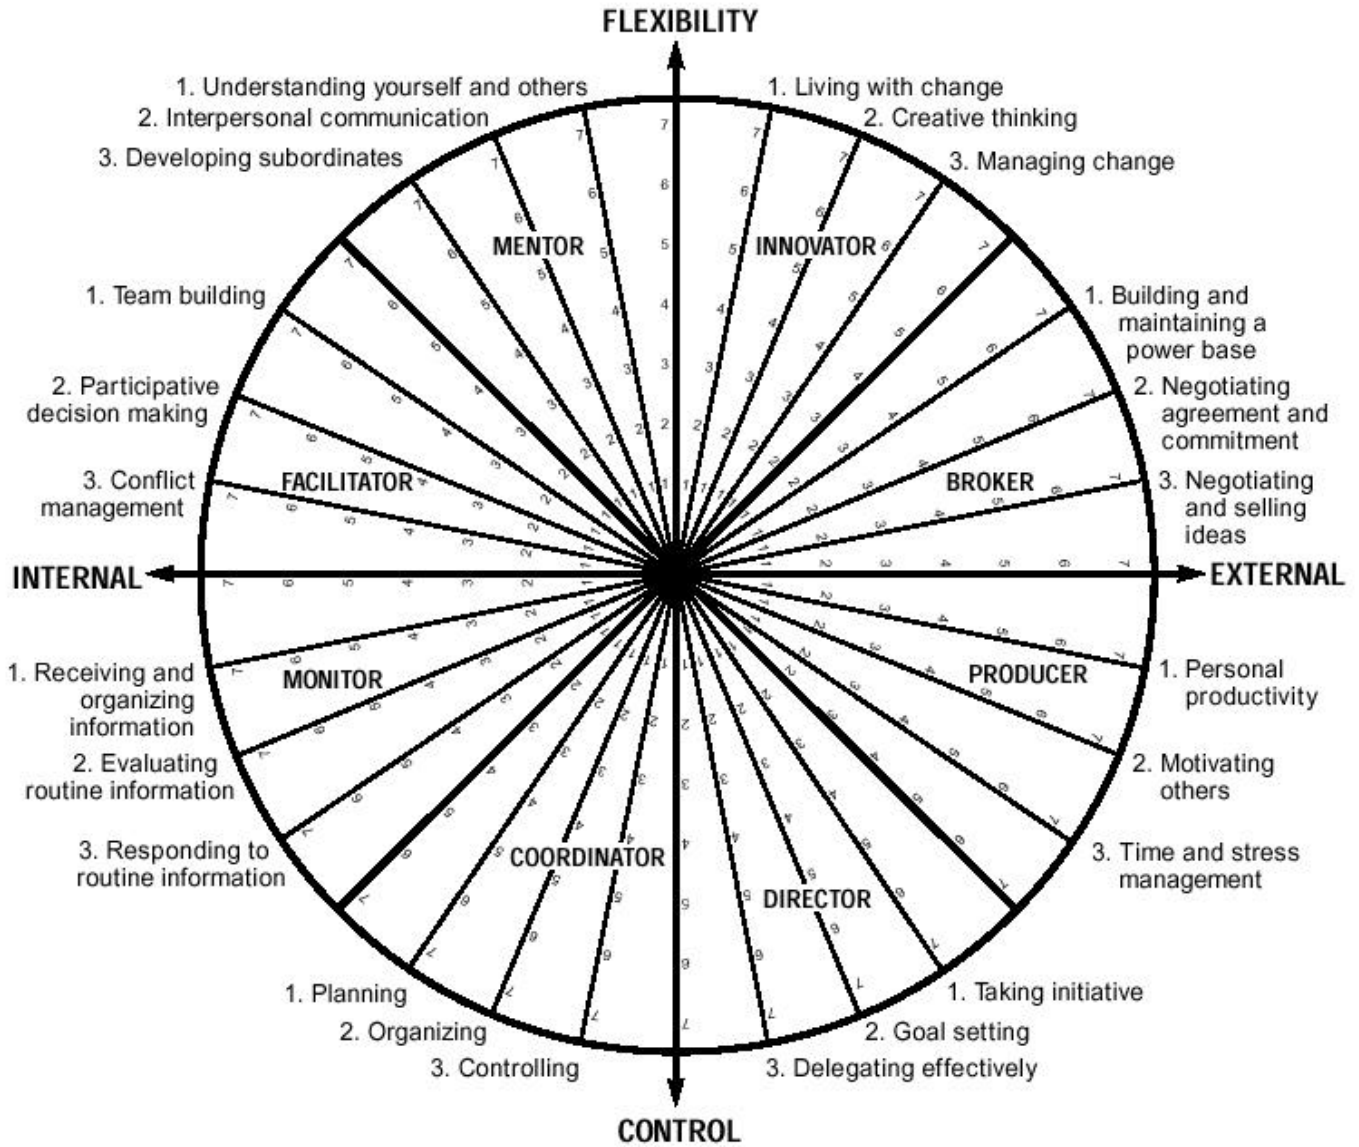 FLEXIBILITY
1. Understanding yourself and others
2. Interpersonal communication
3. Developing subordinates
1. Living with change
2. Creative thinking
3. Managing change
MENTOR
INNOVATOR
1. Team building
2. Participative
decision making
3. Conflict
management
FACILITATOR
1. Building and
maintaining a
power base
2. Negotiating
agreement and
commitment
3. Negotiating
and selling
ideas
BROKER
INTERNAL
EXTERNAL
1. Receiving and
organizing
information
2. Evaluating
routine information
3. Responding to
routine information
MONITOR
PRODUCER
1. Personal
productivity
2. Motivating
others
3. Time and stress
management
COORDINATOR
DIRECTOR
1. Planning
2. Organizing
3. Controlling
1. Taking initiative
2. Goal setting
3. Delegating effectively
CONTROL